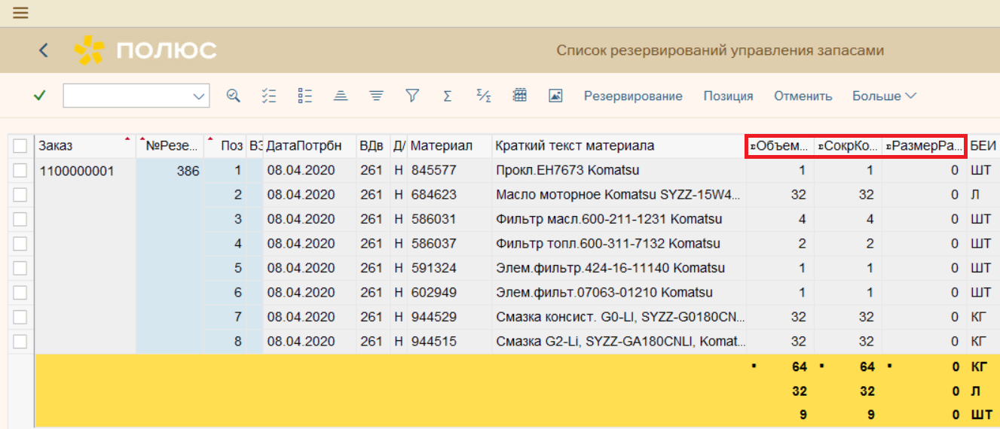 ПОЛЮС
Список резервирований управления запасами
Резервирование Позиция Отменить Больше
Заказ №Резе... Поз ВЗ ДатаПотрбн ВДв Д/ Материал Краткий текст материала ΣОбъем... ΣСокрКо... ΣРазмерРа... БЕИ
1100000001 386 1 08.04.2020 261 Н 845577 Прокл.EH7673 Komatsu 1 1 0 ШТ
2 08.04.2020 261 Н 684623 Масло моторное Komatsu SYZZ-15W4... 32 32 0 Л
3 08.04.2020 261 Н 586031 Фильтр масл.600-211-1231 Komatsu 4 4 0 ШТ
4 08.04.2020 261 Н 586037 Фильтр топл.600-311-7132 Komatsu 2 2 0 ШТ
5 08.04.2020 261 Н 591324 Элем.фильтр.424-16-11140 Komatsu 1 1 0 ШТ
6 08.04.2020 261 Н 602949 Элем.фильт.07063-01210 Komatsu 1 1 0 ШТ
7 08.04.2020 261 Н 944529 Смазка консист. G0-LI, SYZZ-G0180CN... 32 32 0 КГ
8 08.04.2020 261 Н 944515 Смазка G2-Li, SYZZ-GA180CNLI, Komat... 32 32 0 КГ
▪ 64 ▪ 64 ▪ 0 КГ
32 32 0 Л
9 9 0 ШТ